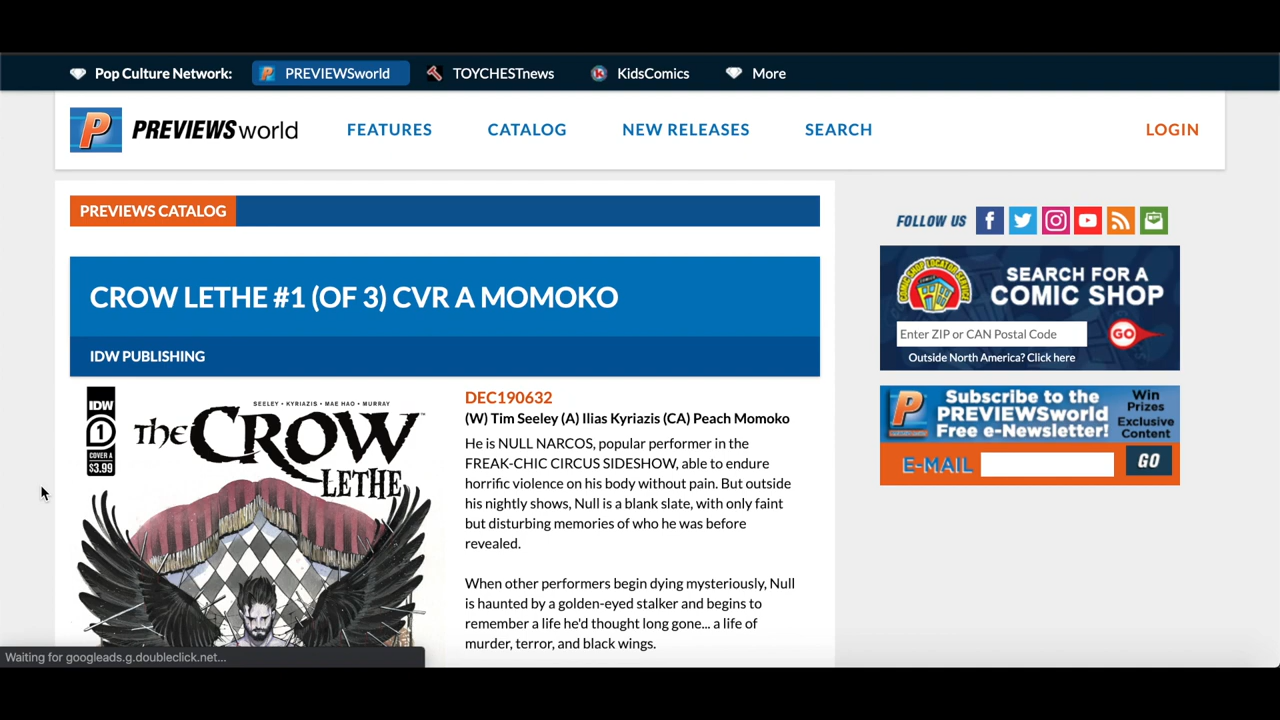 Pop Culture Network:
PREVIEWSworld
TOYCHESTnews
KidsComics
More
PREVIEWSworld
FEATURES
CATALOG
NEW RELEASES
SEARCH
LOGIN
PREVIEWS CATALOG
CROW LETHE #1 (OF 3) CVR A MOMOKO
IDW PUBLISHING
IDW
1
COVER A
$3.99
SEELEY • KYRIAZIS • MAE HAO • MURRAY
the CROW
LETHE
DEC190632
(W) Tim Seeley (A) Ilias Kyriazis (CA) Peach Momoko
He is NULL NARCOS, popular performer in the
FREAK-CHIC CIRCUS SIDESHOW, able to endure
horrific violence on his body without pain. But outside
his nightly shows, Null is a blank slate, with only faint
but disturbing memories of who he was before
revealed.
When other performers begin dying mysteriously, Null
is haunted by a golden-eyed stalker and begins to
remember a life he'd thought long gone... a life of
murder, terror, and black wings.
FOLLOW US
COMIC SHOP LOCATOR SERVICE
SEARCH FOR A
COMIC SHOP
Enter ZIP or CAN Postal Code
GO
Outside North America? Click here
Subscribe to the
PREVIEWSworld
Free e-Newsletter!
Win
Prizes
Exclusive
Content
E-MAIL
GO
Waiting for googleads.g.doubleclick.net...